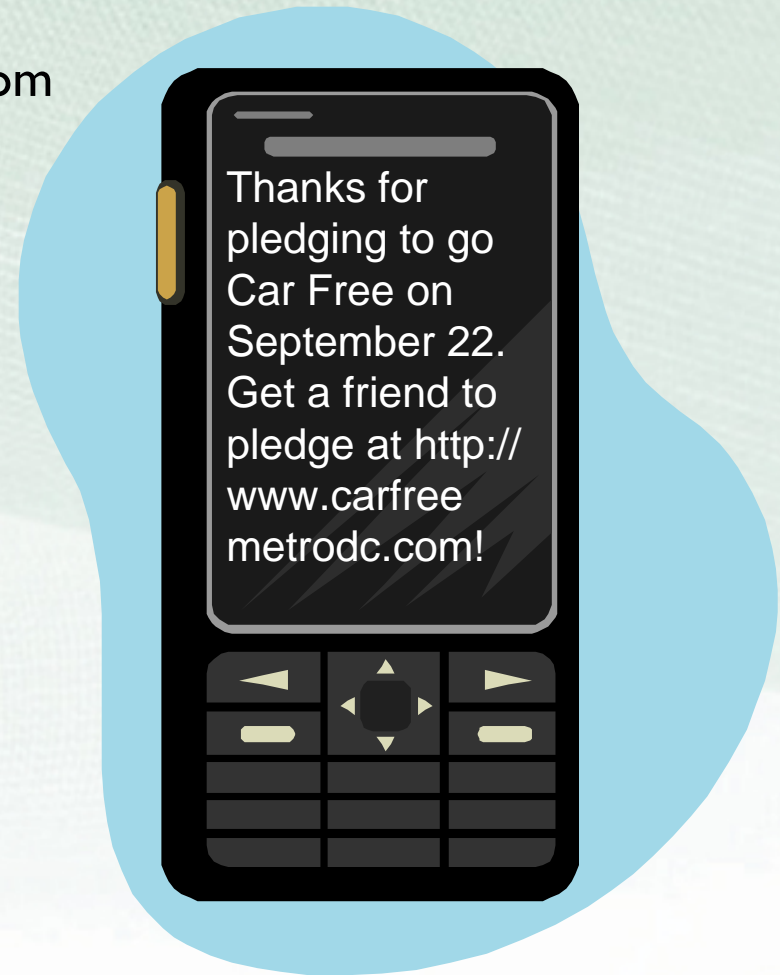 om
Thanks for
pledging to go
Car Free on
September 22.
Get a friend to
pledge at http://
www.carfree
metrodc.com!